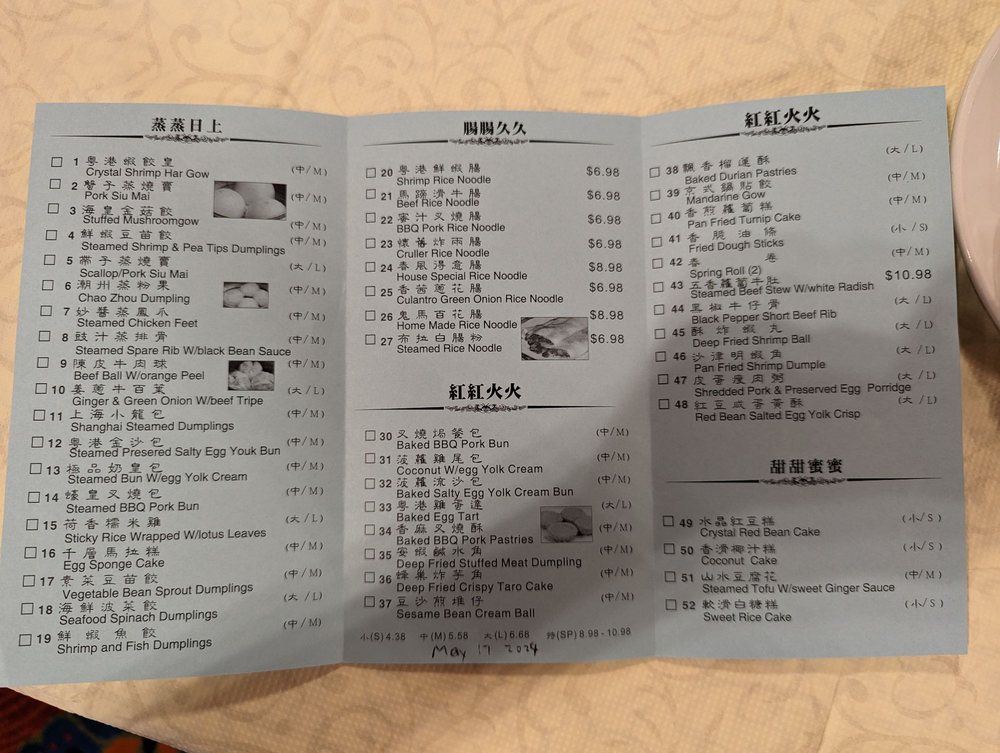 蒸蒸日上
1 粵港蝦餃皇 (中/M)
Crystal Shrimp Har Gow
2 蟹子蒸燒賣 (中/M)
Pork Siu Mai
3 海皇金菇餃 (中/M)
Stuffed Mushroomgow
4 鮮蝦豆苗餃 (中/M)
Steamed Shrimp & Pea Tips Dumplings
5 帶子蒸燒賣 (大/L)
Scallop/Pork Siu Mai
6 潮州蒸粉果 (中/M)
Chao Zhou Dumpling
7 妙醬蒸鳳爪 (中/M)
Steamed Chicken Feet
8 豉汁蒸排骨 (中/M)
Steamed Spare Rib W/black Bean Sauce
9 陳皮牛肉球 (中/M)
Beef Ball W/orange Peel
10 姜蔥牛百葉 (大/L)
Ginger & Green Onion W/beef Tripe
11 上海小籠包 (中/M)
Shanghai Steamed Dumplings
12 粵港金沙包 (中/M)
Steamed Presered Salty Egg Youk Bun
13 極品奶皇包 (中/M)
Steamed Bun W/egg Yolk Cream
14 蠔皇叉燒包 (中/M)
Steamed BBQ Pork Bun
15 荷香糯米雞 (大/L)
Sticky Rice Wrapped W/lotus Leaves
16 千層馬拉糕 (中/M)
Egg Sponge Cake
17 素菜豆苗餃 (中/M)
Vegetable Bean Sprout Dumplings
18 海鮮波菜餃 (大/L)
Seafood Spinach Dumplings
19 鮮蝦魚餃 (中/M)
Shrimp and Fish Dumplings
腸腸久久
20 粵港鮮蝦腸 $6.98
Shrimp Rice Noodle
21 馬蹄滑牛腸 $6.98
Beef Rice Noodle
22 蜜汁叉燒腸 $6.98
BBQ Pork Rice Noodle
23 懷舊炸兩腸 $6.98
Cruller Rice Noodle
24 春風得意腸 $8.98
House Special Rice Noodle
25 香茜蔥花腸 $6.98
Culantro Green Onion Rice Noodle
26 鬼馬百花腸 $8.98
Home Made Rice Noodle
27 布拉白腸粉 $6.98
Steamed Rice Noodle
紅紅火火
30 叉燒焗餐包 (中/M)
Baked BBQ Pork Bun
31 菠蘿雞尾包 (中/M)
Coconut W/egg Yolk Cream
32 菠蘿流沙包 (中/M)
Baked Salty Egg Yolk Cream Bun
33 粵港雞蛋達 (大/L)
Baked Egg Tart
34 香麻叉燒酥 (中/M)
Baked BBQ Pork Pastries
35 安蝦鹹水角 (中/M)
Deep Fried Stuffed Meat Dumpling
36 蜂巢炸芋角 (中/M)
Deep Fried Crispy Taro Cake
37 豆沙煎堆仔 (中/M)
Sesame Bean Cream Ball
小(S) 4.38 中(M) 5.58 大(L) 6.68 特(SP) 8.98 - 10.98
May 17 2024
紅紅火火
38 飄香榴蓮酥 (大/L)
Baked Durian Pastries
39 京式鍋貼餃 (中/M)
Mandarine Gow
40 香煎蘿蔔糕 (中/M)
Pan Fried Turnip Cake
41 香脆油條 (小/S)
Fried Dough Sticks
42 春卷 (中/M)
Spring Roll (2)
43 五香蘿蔔牛肚 $10.98
Steamed Beef Stew W/white Radish
44 黑椒牛仔骨 (大/L)
Black Pepper Short Beef Rib
45 酥炸蝦丸 (大/L)
Deep Fried Shrimp Ball
46 沙津明蝦角 (大/L)
Pan Fried Shrimp Dumple
47 皮蛋瘦肉粥 (大/L)
Shredded Pork & Preserved Egg Porridge
48 紅豆咸蛋黃酥 (大/L)
Red Bean Salted Egg Yolk Crisp
甜甜蜜蜜
49 水晶紅豆糕 (小/S)
Crystal Red Bean Cake
50 香滑椰汁糕 (小/S)
Coconut Cake
51 山水豆腐花 (中/M)
Steamed Tofu W/sweet Ginger Sauce
52 軟滑白糖糕 (小/S)
Sweet Rice Cake